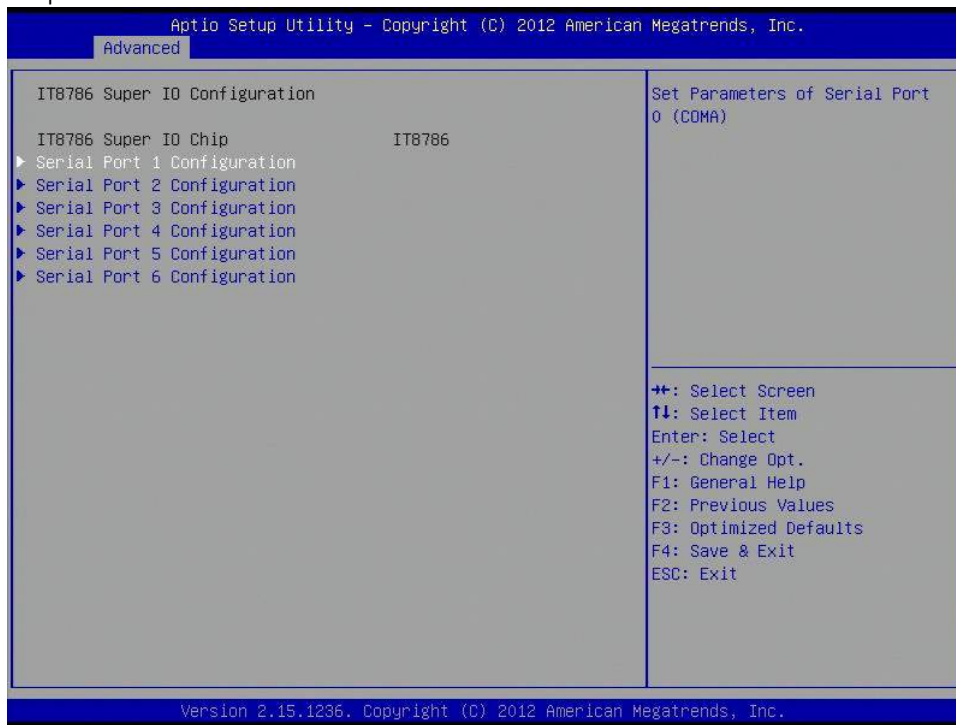 Aptio Setup Utility – Copyright (C) 2012 American Megatrends, Inc.
Advanced
IT8786 Super IO Configuration
IT8786 Super IO Chip IT8786
Serial Port 1 Configuration
Serial Port 2 Configuration
Serial Port 3 Configuration
Serial Port 4 Configuration
Serial Port 5 Configuration
Serial Port 6 Configuration
Set Parameters of Serial Port
0 (COMA)
→←: Select Screen
↑↓: Select Item
Enter: Select
+/-: Change Opt.
F1: General Help
F2: Previous Values
F3: Optimized Defaults
F4: Save & Exit
ESC: Exit
Version 2.15.1236. Copyright (C) 2012 American Megatrends, Inc.